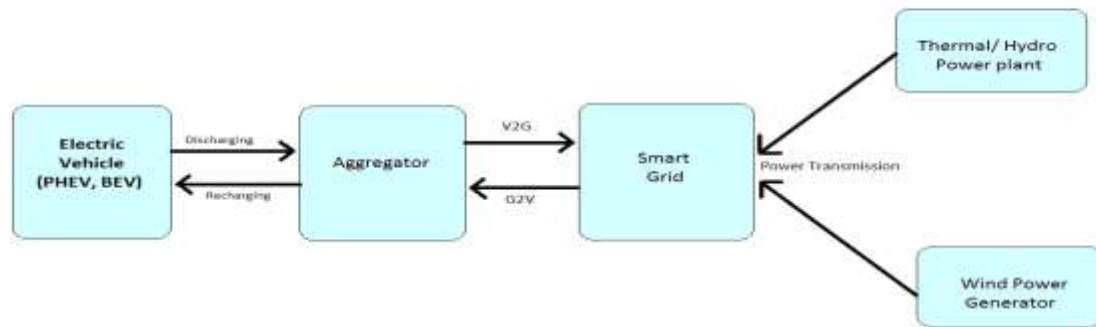 Electric
Vehicle
(PHEV, BEV)
Discharging
Recharging
Aggregator
V2G
G2V
Smart
Grid
Thermal/ Hydro
Power plant
Power Transmission
Wind Power
Generator